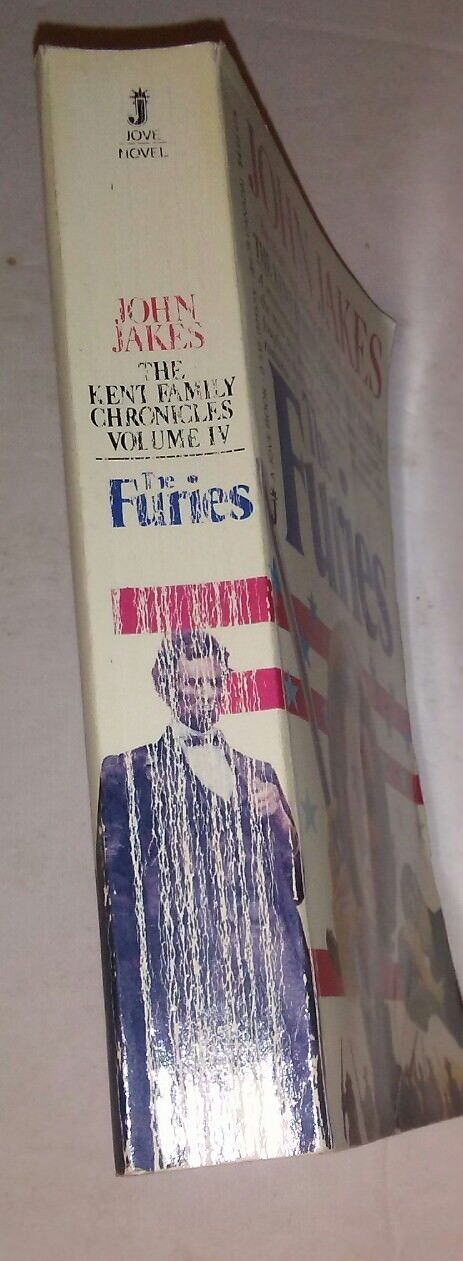 J
JOVE
NOVEL
JOHN
JAKES
THE
KENT FAMILY
CHRONICLES
VOLUME IV
The
Furies
JOHN JAKES
The
Furies